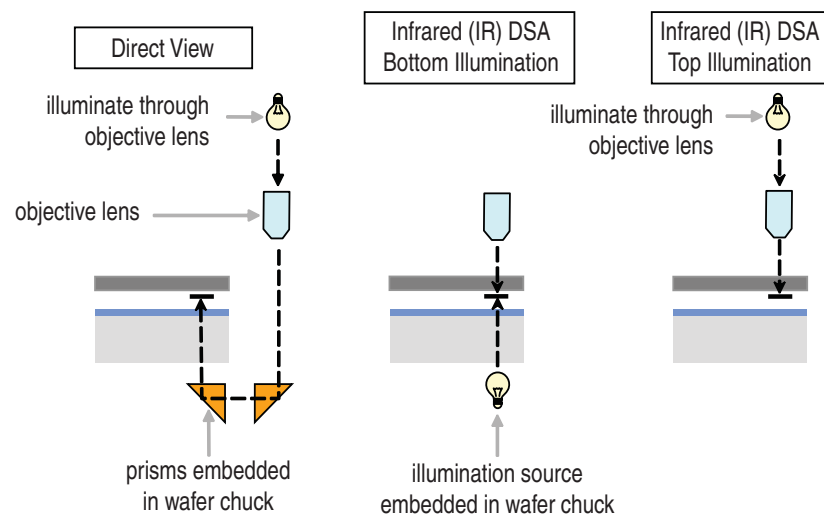 Direct View
illuminate through
objective lens
objective lens
prisms embedded
in wafer chuck
Infrared (IR) DSA
Bottom Illumination
illumination source
embedded in wafer chuck
Infrared (IR) DSA
Top Illumination
illuminate through
objective lens